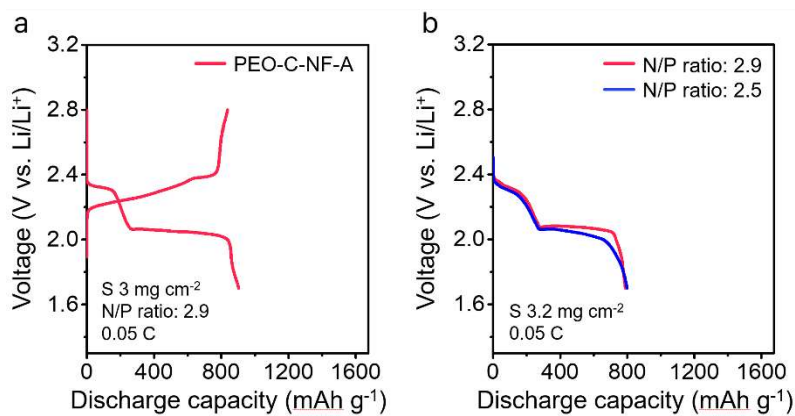 a
3.2
2.8
2.4
2.0
1.6
Voltage (V vs. Li/Li⁺)
PEO-C-NF-A
S 3 mg cm⁻²
N/P ratio: 2.9
0.05 C
0 400 800 1200 1600
Discharge capacity (mAh g⁻¹)
b
3.2
2.8
2.4
2.0
1.6
Voltage (V vs. Li/Li⁺)
N/P ratio: 2.9
N/P ratio: 2.5
S 3.2 mg cm⁻²
0.05 C
0 400 800 1200 1600
Discharge capacity (mAh g⁻¹)